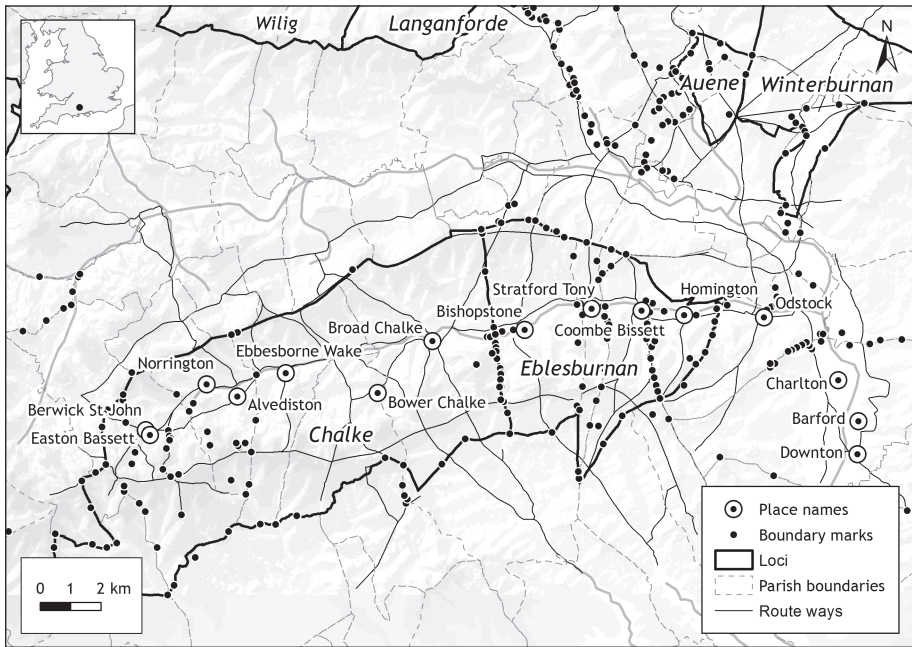 Wilig
Langanforde
N
Auene
Winterburnan
Stratford Tony
Homington
Odstock
Bishopstone
Coombe Bissett
Broad Chalke
Norrington
Ebbesborne Wake
Eblesburnan
Charlton
Berwick St John
Alvediston
Bower Chalke
Barford
Easton Bassett
Chalke
Downton
Place names
Boundary marks
Loci
Parish boundaries
Route ways
0 1 2 km